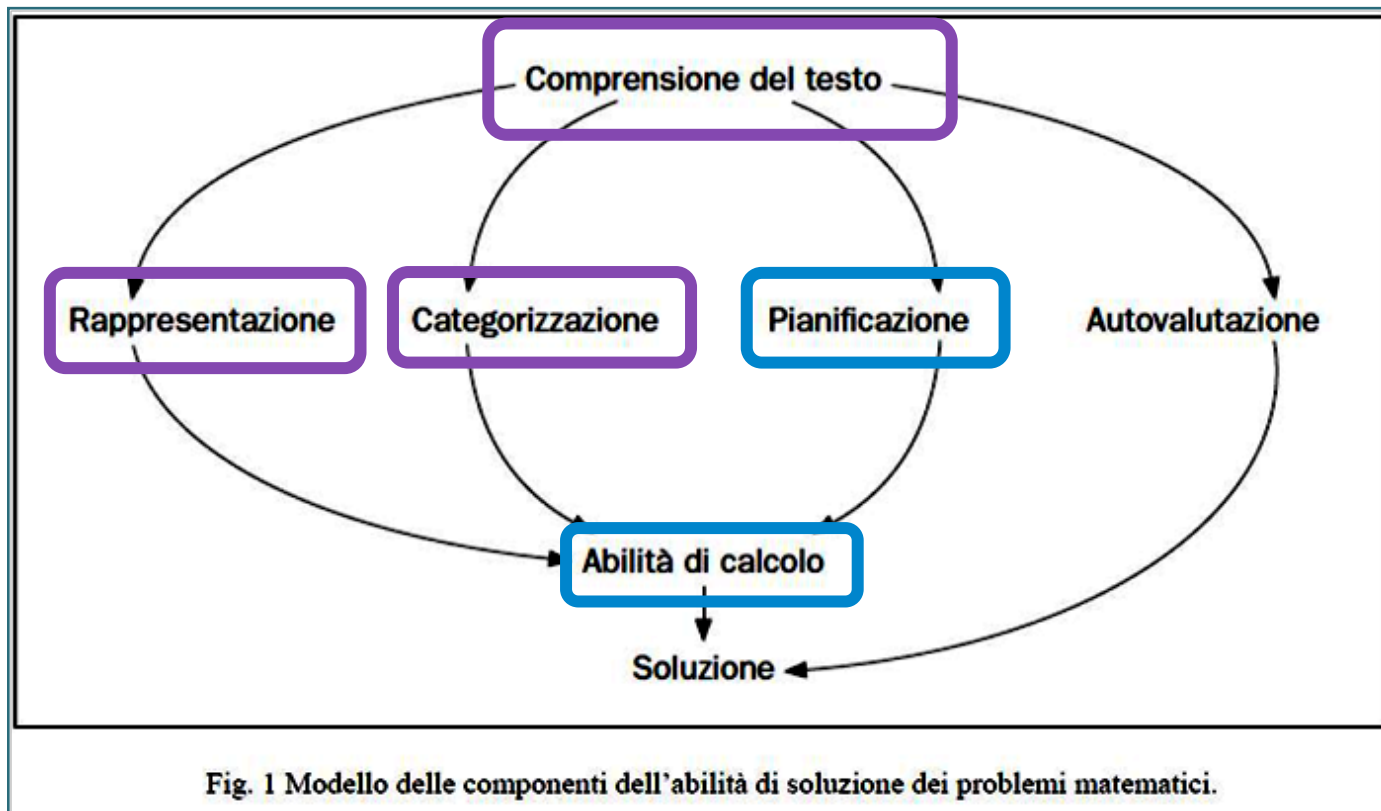 Comprensione del testo
Rappresentazione
Categorizzazione
Pianificazione
Autovalutazione
Abilità di calcolo
Soluzione
Fig. 1 Modello delle componenti dell'abilità di soluzione dei problemi matematici.